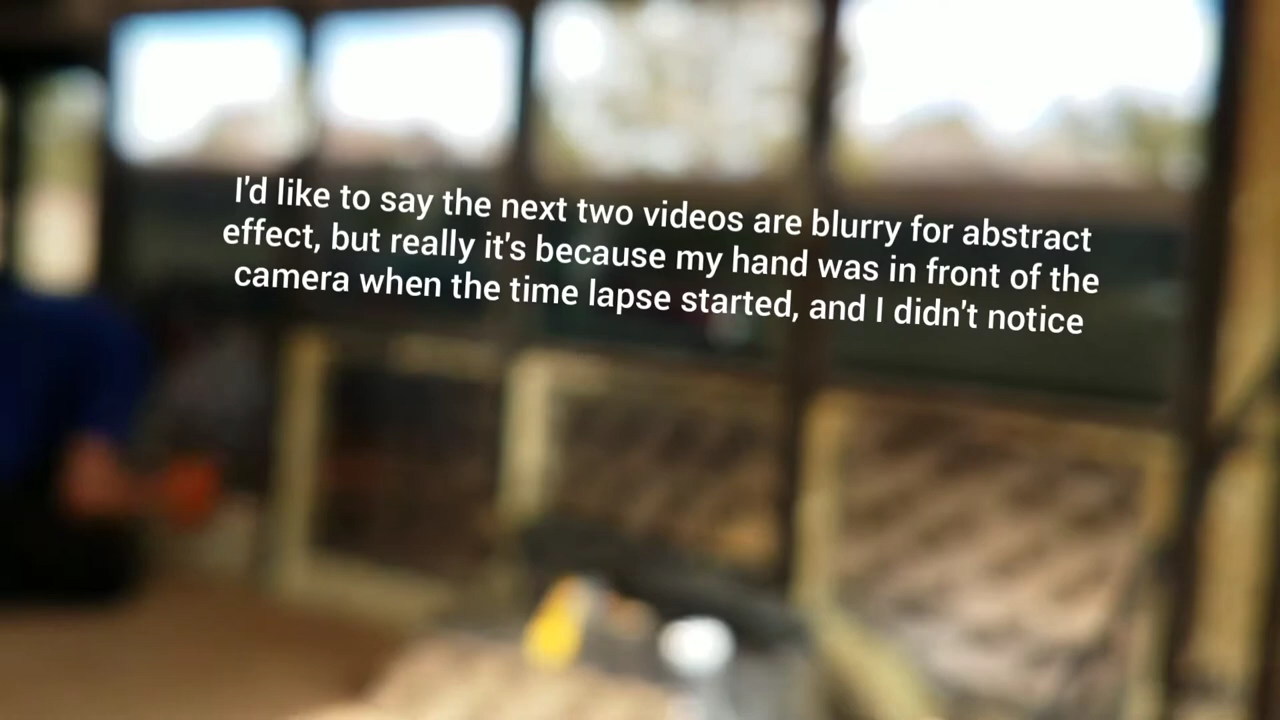 I'd like to say the next two videos are blurry for abstract
effect, but really it's because my hand was in front of the
camera when the time lapse started, and I didn't notice